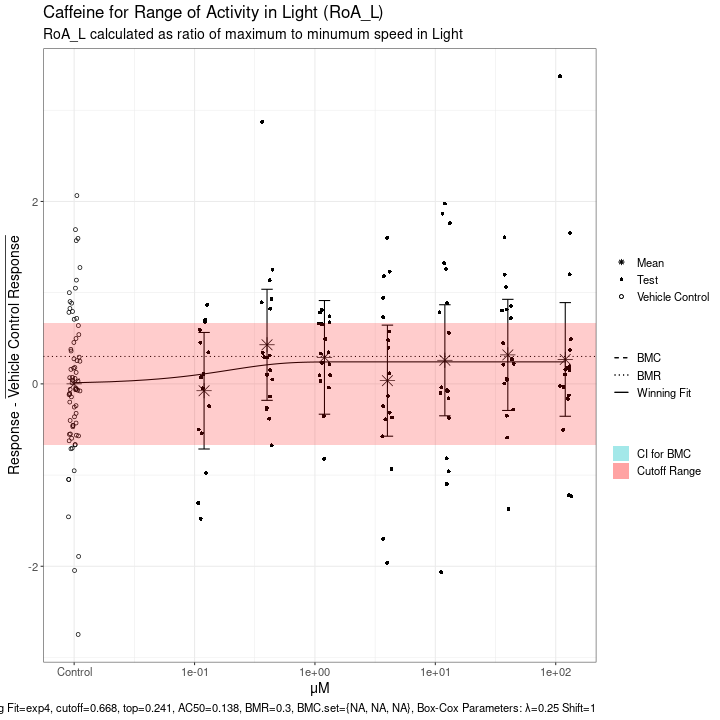 Caffeine for Range of Activity in Light (RoA_L)
RoA_L calculated as ratio of maximum to minumum speed in Light
Response - Vehicle Control Response
2
0
-2
Control
1e-01
1e+00
1e+01
1e+02
μM
Mean
Test
Vehicle Control
BMC
BMR
Winning Fit
CI for BMC
Cutoff Range
Fit=exp4, cutoff=0.668, top=0.241, AC50=0.138, BMR=0.3, BMC.set={NA, NA, NA}, Box-Cox Parameters: λ=0.25 Shift=1